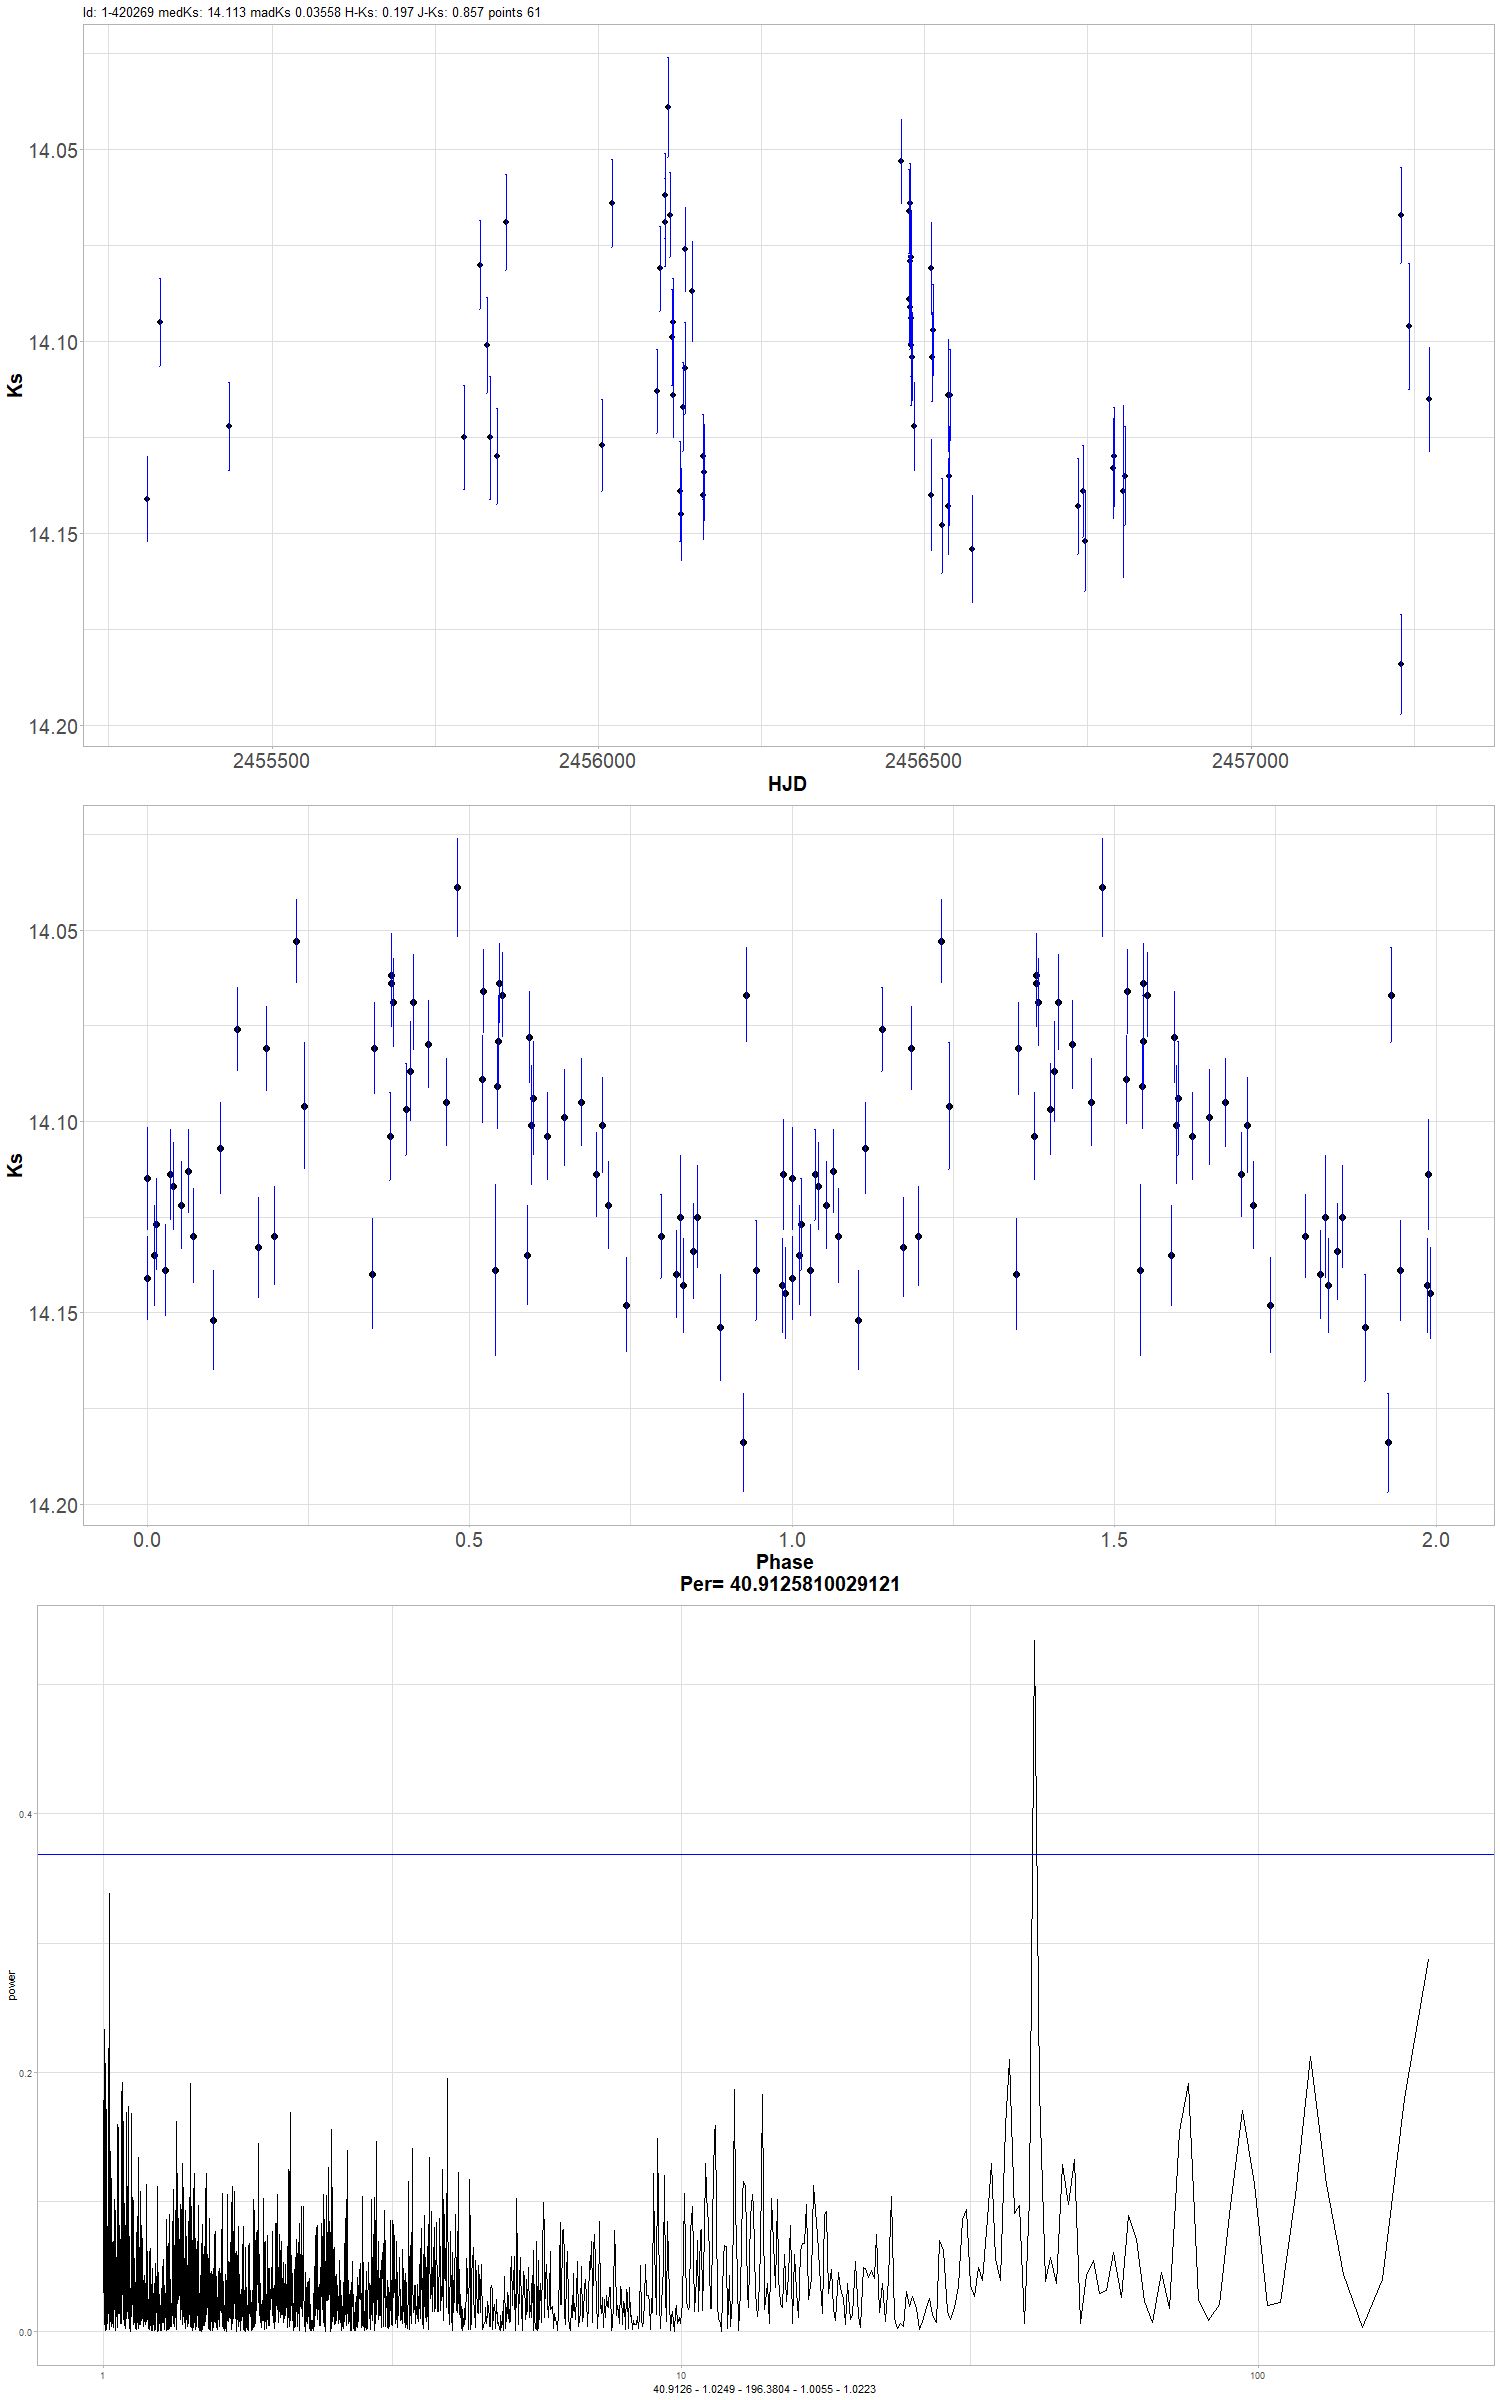 Id: 1-420269 medKs: 14.113 madKs 0.03558 H-Ks: 0.197 J-Ks: 0.857 points 61
14.05
14.10
14.15
14.20
Ks
2455500 2456000 2456500 2457000
HJD
14.05
14.10
14.15
14.20
Ks
0.0 0.5 1.0 1.5 2.0
Phase
Per= 40.9125810029121
0.4
0.2
0.0
power
1 10 100
40.9126 - 1.0249 - 196.3804 - 1.0055 - 1.0223